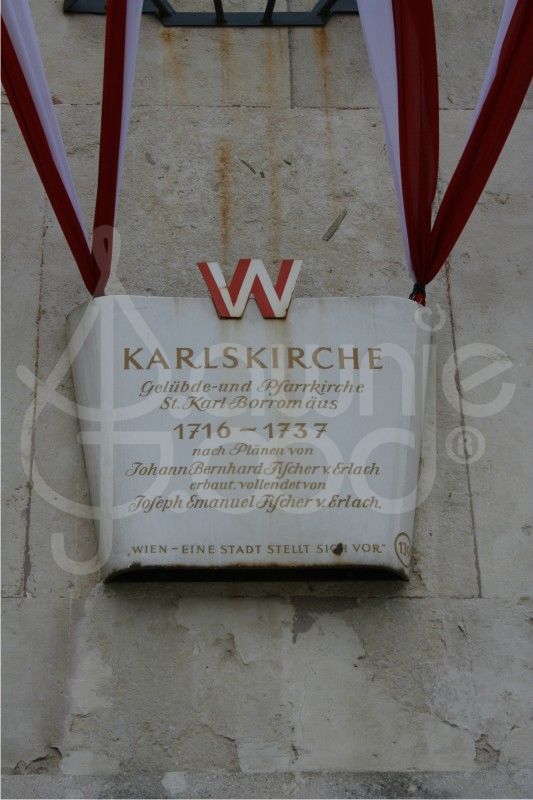 W
KARLSKIRCHE
Gelübde-und Pfarrkirche
St. Karl Borromäus
1716 – 1737
nach Plänen von
Johann Bernhard Fischer v. Erlach
erbaut, vollendet von
Joseph Emanuel Fischer v. Erlach.
„WIEN – EINE STADT STELLT SICH VOR."